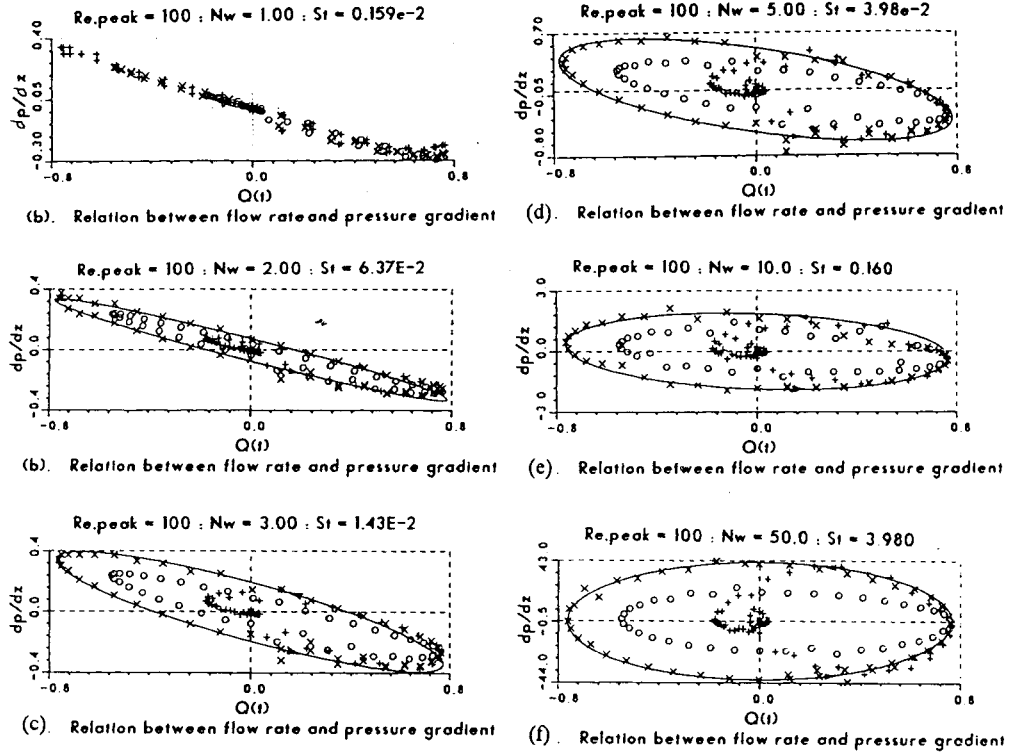 Re.peak = 100 : Nw = 1.00 : St = 0.159e-2
0.40
0.05
-0.30
dp/dz
-0.8
0.0
0.8
Q(t)
(b). Relation between flow rate and pressure gradient
Re.peak = 100 : Nw = 2.00 : St = 6.37E-2
0.4
0.0
-0.4
dp/dz
-0.8
0.0
0.8
Q(t)
(b). Relation between flow rate and pressure gradient
Re.peak = 100 : Nw = 3.00 : St = 1.43E-2
0.4
0.0
-0.4
dp/dz
-0.8
0.0
0.8
Q(t)
(c). Relation between flow rate and pressure gradient
Re.peak = 100 : Nw = 5.00 : St = 3.98e-2
0.70
-0.05
-0.80
dp/dz
-0.8
0.0
0.8
Q(t)
(d). Relation between flow rate and pressure gradient
Re.peak = 100 : Nw = 10.0 : St = 0.160
3.0
0.0
-3.0
dp/dz
-0.8
0.0
0.8
Q(t)
(e). Relation between flow rate and pressure gradient
Re.peak = 100 : Nw = 50.0 : St = 3.980
43.0
-0.5
-44.0
dp/dz
-0.8
0.0
0.8
Q(t)
(f). Relation between flow rate and pressure gradient